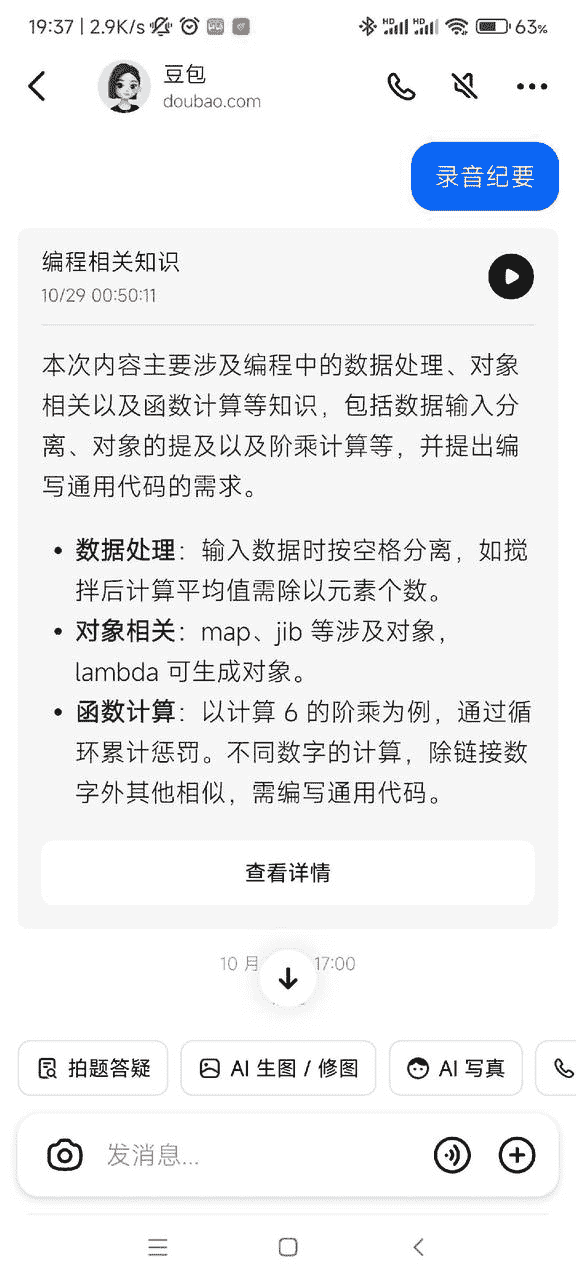 19:37 | 2.9K/s 63%
豆包
doubao.com
录音纪要
编程相关知识
10/29 00:50:11
本次内容主要涉及编程中的数据处理、对象
相关以及函数计算等知识，包括数据输入分
离、对象的提及以及阶乘计算等，并提出编
写通用代码的需求。
• 数据处理：输入数据时按空格分离，如搅
拌后计算平均值需除以元素个数。
• 对象相关：map、jib 等涉及对象，
lambda 可生成对象。
• 函数计算：以计算 6 的阶乘为例，通过循
环累计惩罚。不同数字的计算，除链接数
字外其他相似，需编写通用代码。
查看详情
10 月 17:00
拍题答疑
AI 生图 / 修图
AI 写真
发消息...